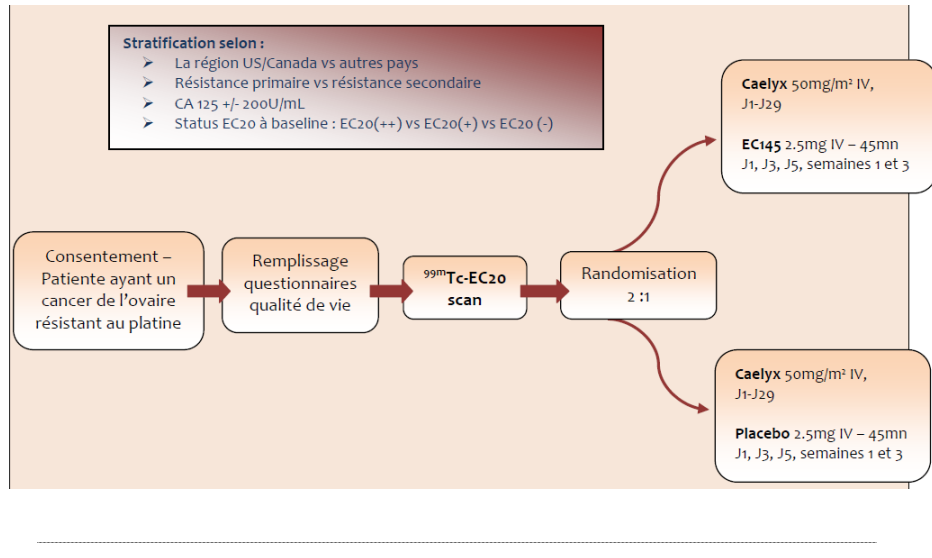 Stratification selon :
➤ La région US/Canada vs autres pays
➤ Résistance primaire vs résistance secondaire
➤ CA 125 +/- 200U/mL
➤ Status EC20 à baseline : EC20(++) vs EC20(+) vs EC20 (-)
Consentement –
Patiente ayant un
cancer de l’ovaire
résistant au platine
Remplissage
questionnaires
qualité de vie
⁹⁹ᵐTc-EC20
scan
Randomisation
2 :1
Caelyx 50mg/m² IV,
J1-J29
EC145 2.5mg IV – 45mn
J1, J3, J5, semaines 1 et 3
Caelyx 50mg/m² IV,
J1-J29
Placebo 2.5mg IV – 45mn
J1, J3, J5, semaines 1 et 3